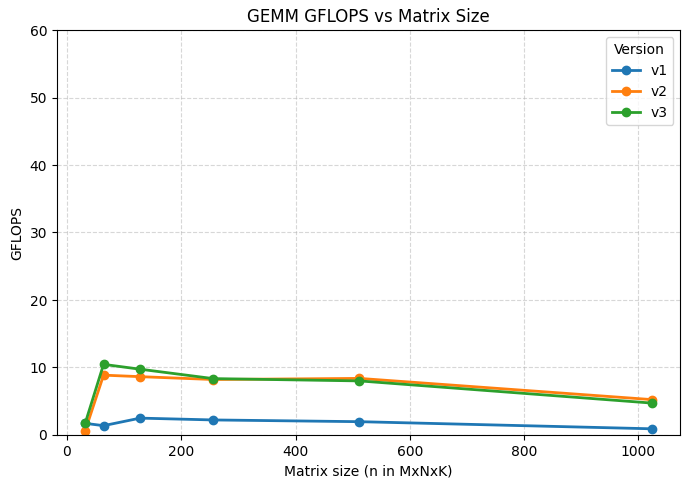 GEMM GFLOPS vs Matrix Size
60
50
40
30
20
10
0
GFLOPS
Version
v1
v2
v3
0 200 400 600 800 1000
Matrix size (n in MxNxK)